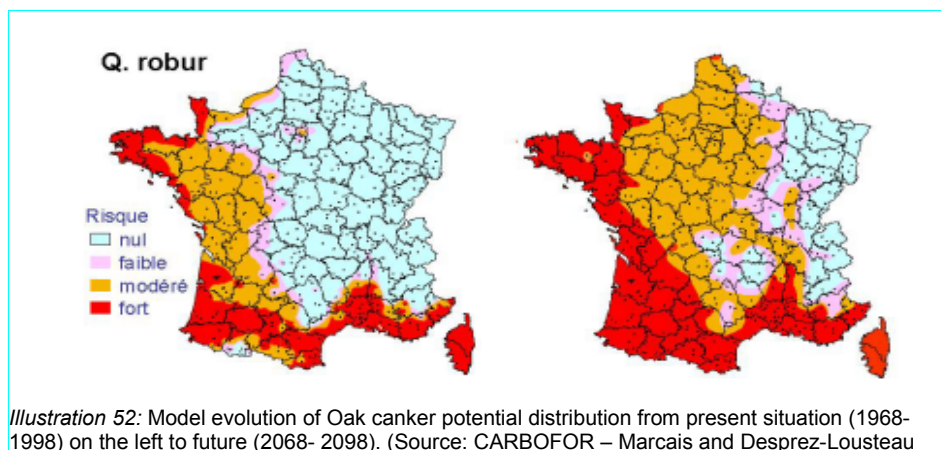 Q. robur
Risque
nul
faible
modéré
fort
Illustration 52: Model evolution of Oak canker potential distribution from present situation (1968-
1998) on the left to future (2068- 2098). (Source: CARBOFOR – Marcais and Desprez-Lousteau